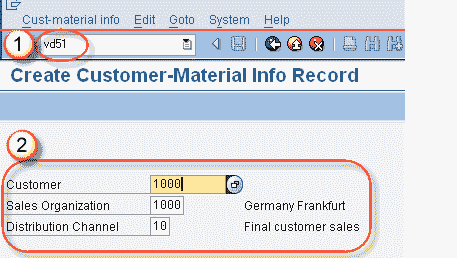 Cust-material info Edit Goto System Help
1 vd51
Create Customer-Material Info Record
2
Customer 1000
Sales Organization 1000 Germany Frankfurt
Distribution Channel 10 Final customer sales